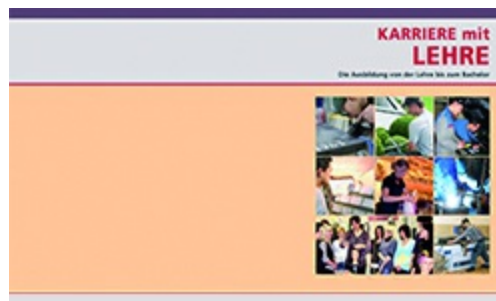 KARRIERE mit
LEHRE
Die Ausbildung von der Lehre bis zum Bachelor